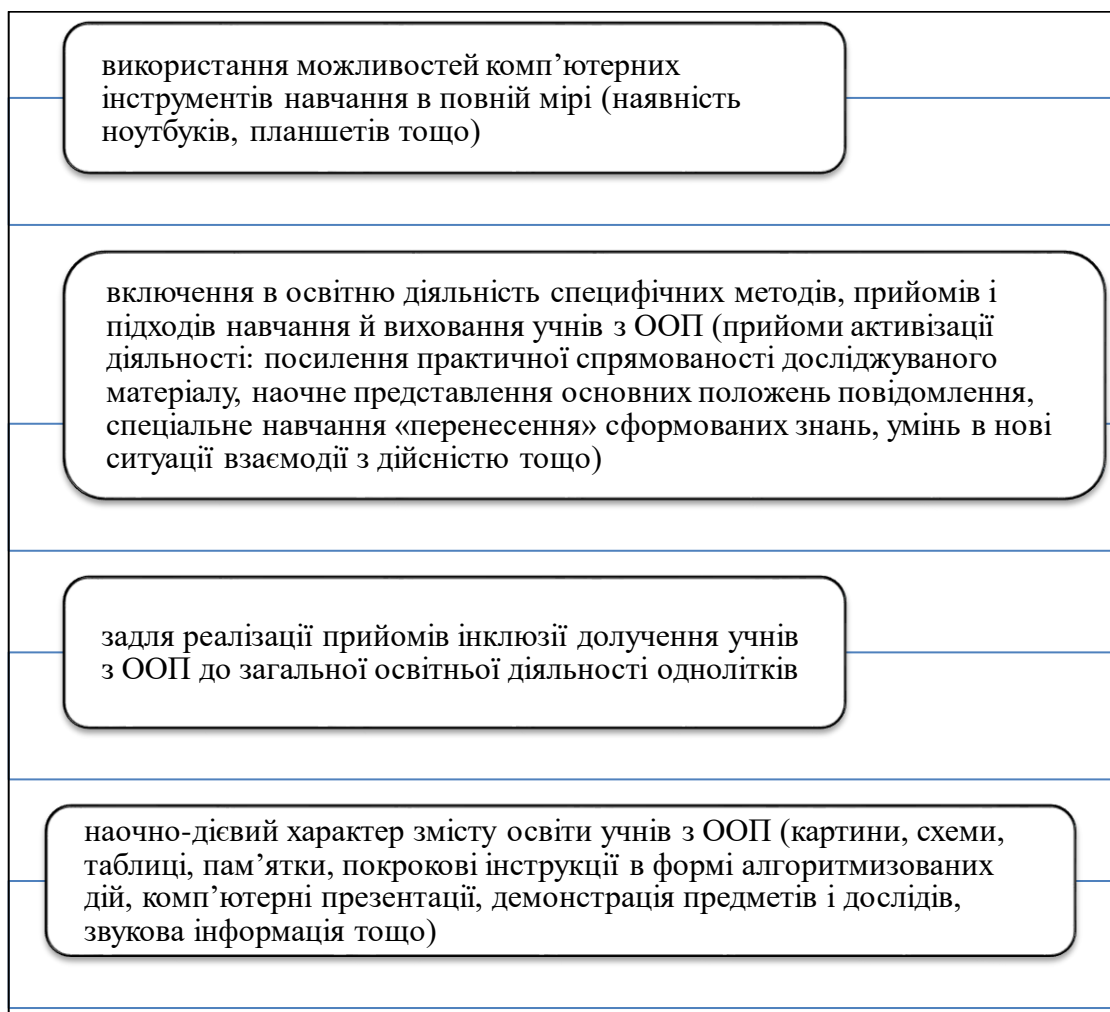 використання можливостей комп’ютерних
інструментів навчання в повній мірі (наявність
ноутбуків, планшетів тощо)
включення в освітню діяльність специфічних методів, прийомів і
підходів навчання й виховання учнів з ООП (прийоми активізації
діяльності: посилення практичної спрямованості досліджуваного
матеріалу, наочне представлення основних положень повідомлення,
спеціальне навчання «перенесення» сформованих знань, умінь в нові
ситуації взаємодії з дійсністю тощо)
задля реалізації прийомів інклюзії долучення учнів
з ООП до загальної освітньої діяльності однолітків
наочно-дієвий характер змісту освіти учнів з ООП (картини, схеми,
таблиці, пам’ятки, покрокові інструкції в формі алгоритмизованих
дій, комп’ютерні презентації, демонстрація предметів і дослідів,
звукова інформація тощо)